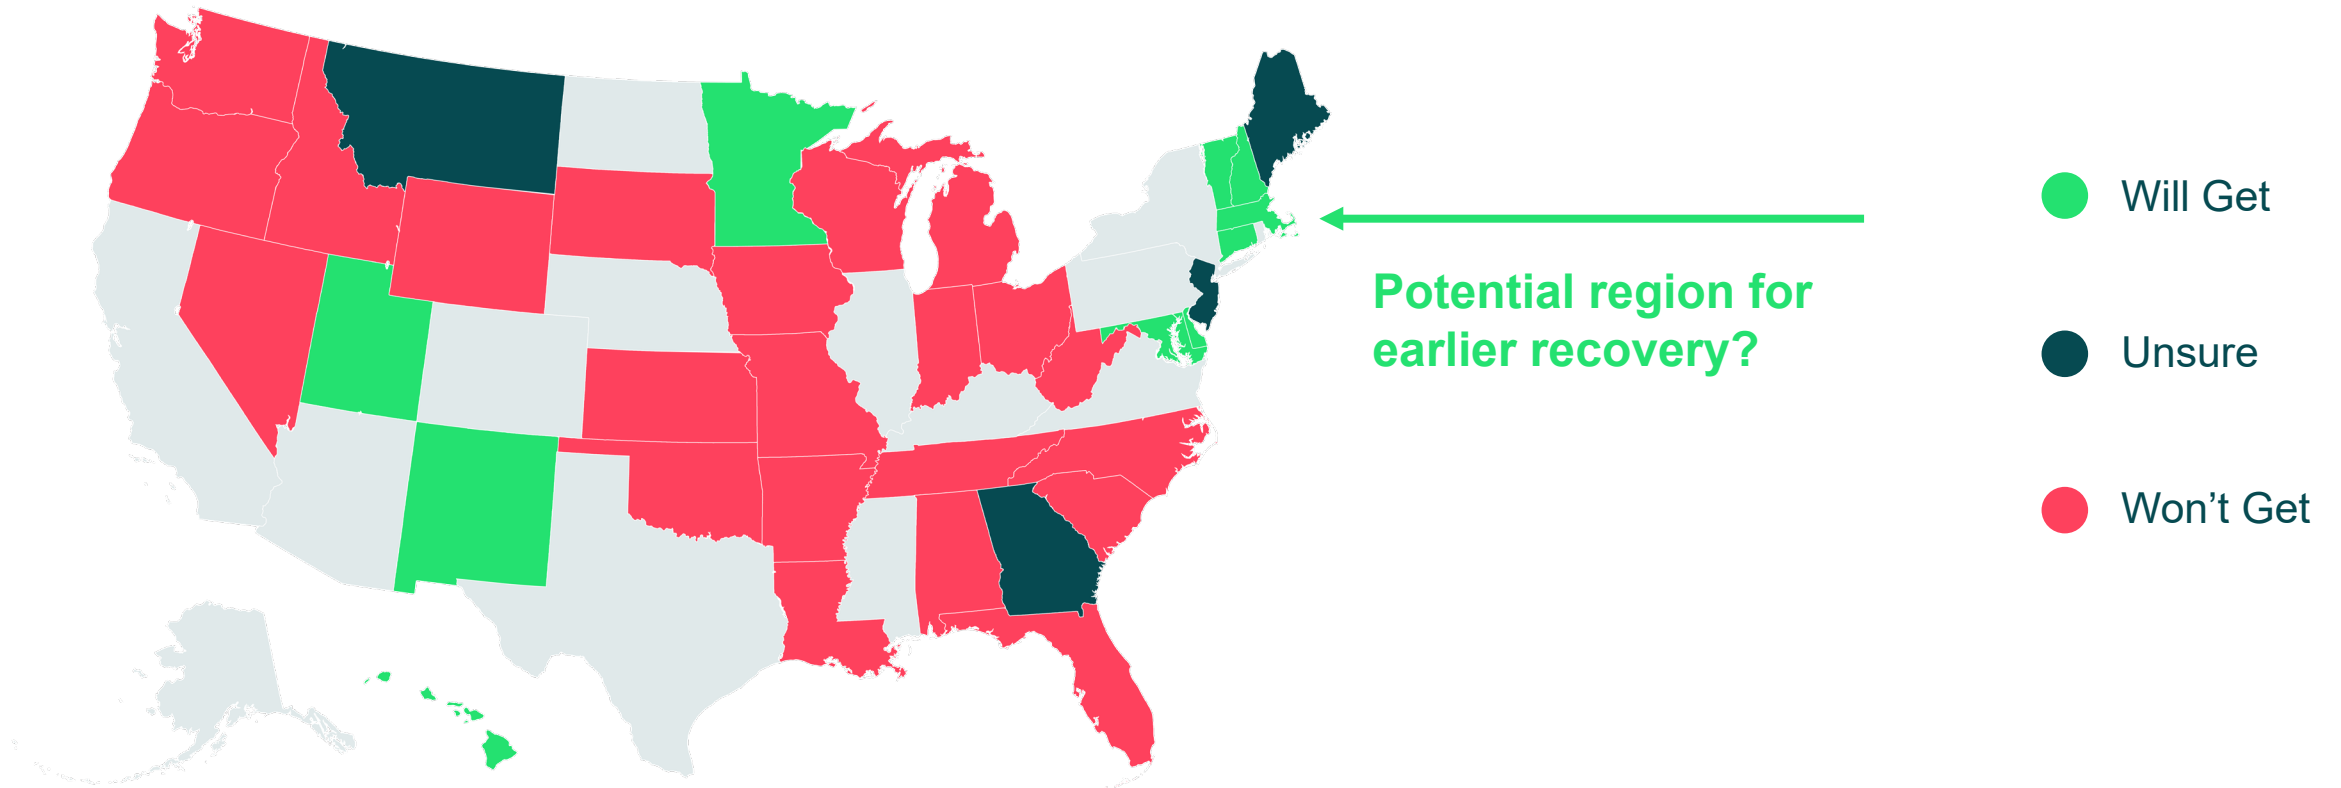 Will Get
Potential region for
earlier recovery?
Unsure
Won’t Get